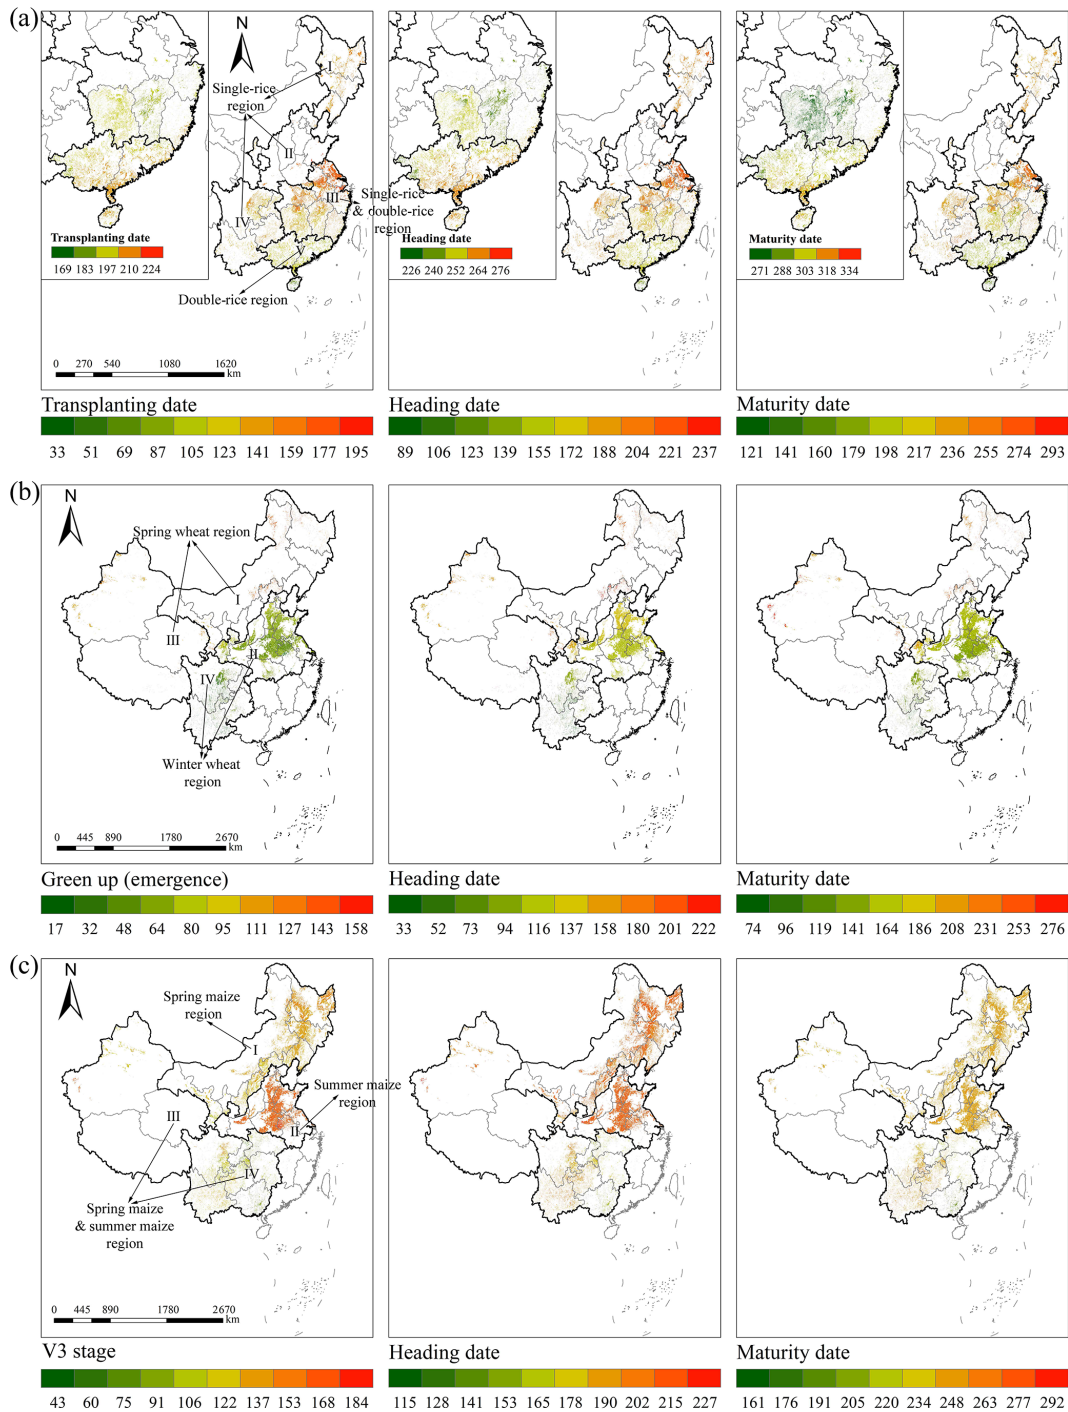 (a)
N
I
Single-rice
region
II
III
Single-rice
& double-rice
region
IV
V
Double-rice region
Transplanting date
169 183 197 210 224
Heading date
226 240 252 264 276
Maturity date
271 288 303 318 334
0 270 540 1080 1620
km
Transplanting date
33 51 69 87 105 123 141 159 177 195
Heading date
89 106 123 139 155 172 188 204 221 237
Maturity date
121 141 160 179 198 217 236 255 274 293
(b)
N
Spring wheat region
I
III
II
IV
Winter wheat
region
0 445 890 1780 2670
km
Green up (emergence)
17 32 48 64 80 95 111 127 143 158
Heading date
33 52 73 94 116 137 158 180 201 222
Maturity date
74 96 119 141 164 186 208 231 253 276
(c)
N
Spring maize
region
I
Summer maize
region
III
II
IV
Spring maize
& summer maize
region
0 445 890 1780 2670
km
V3 stage
43 60 75 91 106 122 137 153 168 184
Heading date
115 128 141 153 165 178 190 202 215 227
Maturity date
161 176 191 205 220 234 248 263 277 292